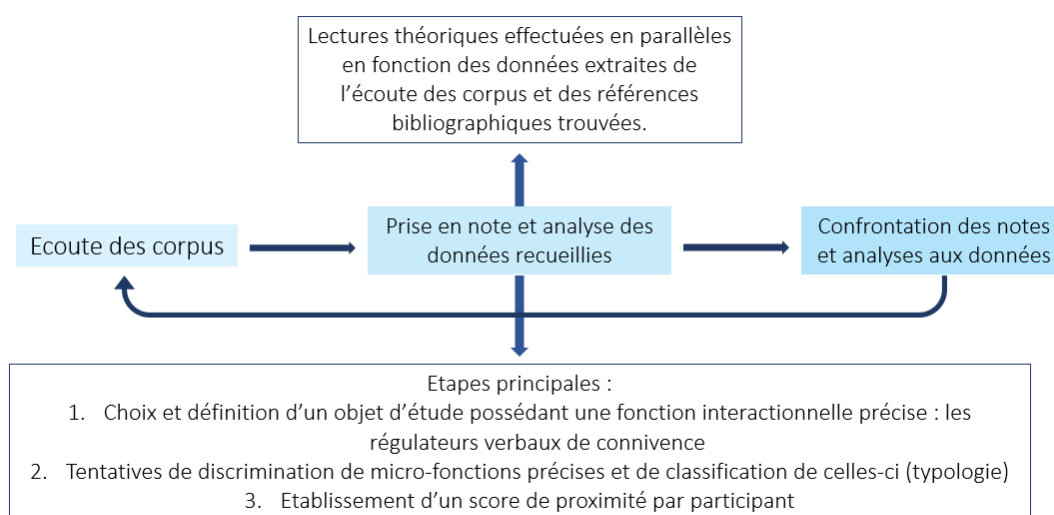 Lectures théoriques effectuées en parallèles
en fonction des données extraites de
l’écoute des corpus et des références
bibliographiques trouvées.
Ecoute des corpus
Prise en note et analyse des
données recueillies
Confrontation des notes
et analyses aux données
Etapes principales :
1. Choix et définition d’un objet d’étude possédant une fonction interactionnelle précise : les
régulateurs verbaux de connivence
2. Tentatives de discrimination de micro-fonctions précises et de classification de celles-ci (typologie)
3. Etablissement d’un score de proximité par participant